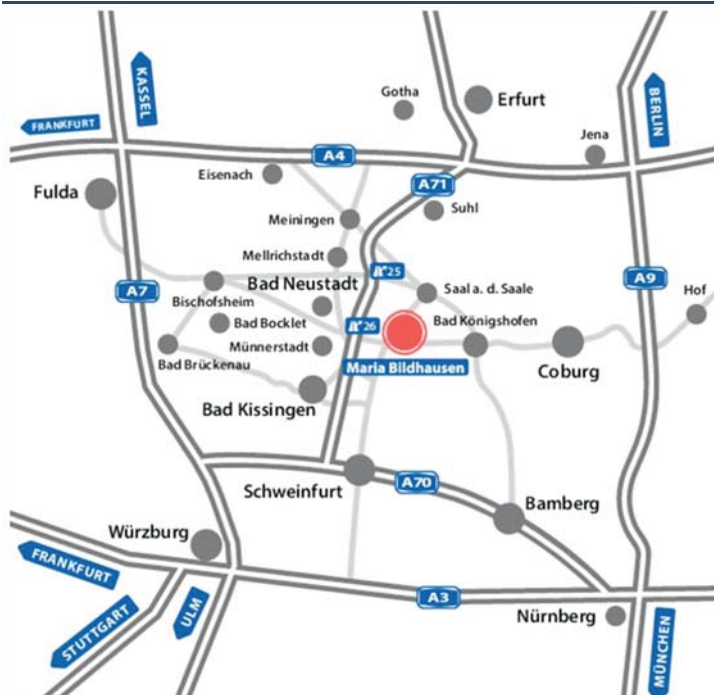 KASSEL
FRANKFURT
Gotha
Erfurt
BERLIN
Jena
A4
Eisenach
A71
Fulda
Suhl
Meiningen
Mellrichstadt
25
A7
Bad Neustadt
A9
Saal a. d. Saale
Hof
Bischofsheim
Bad Bocklet
26
Bad Königshofen
Münnerstadt
Bad Brückenau
Maria Bildhausen
Coburg
Bad Kissingen
Schweinfurt
A70
Bamberg
Würzburg
FRANKFURT
A3
ULM
STUTTGART
Nürnberg
MÜNCHEN